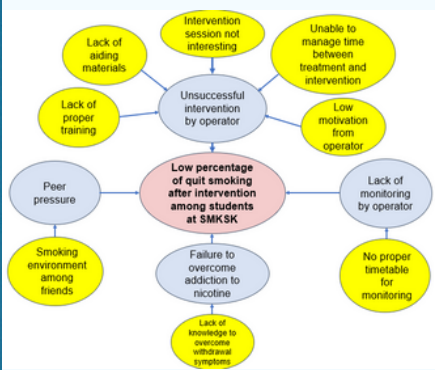 Intervention
session not
interesting
Unable to
manage time
between
treatment and
intervention
Lack of
aiding
materials
Unsuccessful
intervention
by operator
Lack of
proper
training
Low
motivation
from
operator
Peer
pressure
Low percentage
of quit smoking
after intervention
among students
at SMKSK
Lack of
monitoring
by operator
Smoking
environment
among
friends
Failure to
overcome
addiction to
nicotine
No proper
timetable
for
monitoring
Lack of
knowledge to
overcome
withdrawal
symptoms